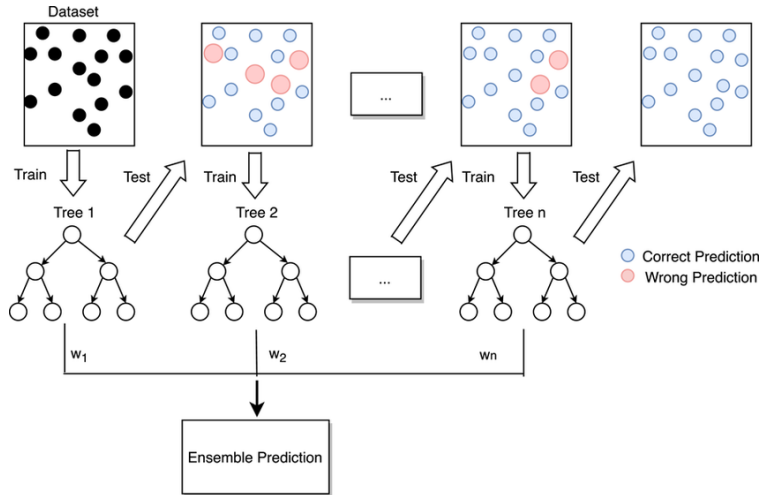 Dataset
...
Train
Test
Train
Test
Train
Test
Tree 1
Tree 2
Tree n
...
Correct Prediction
Wrong Prediction
w1
w2
wn
Ensemble Prediction